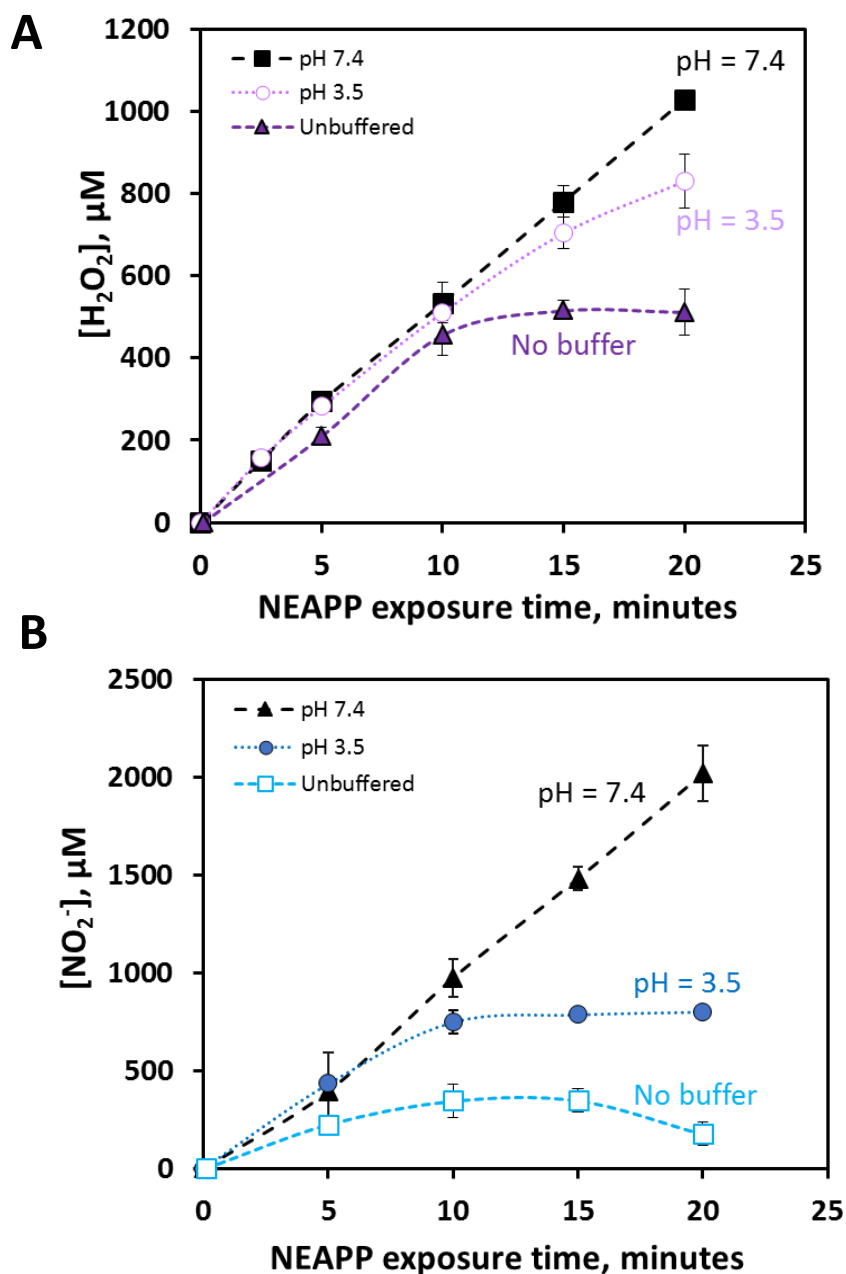 A
1200
1000
800
600
400
200
0
[H₂O₂], µM
pH 7.4
pH 3.5
Unbuffered
pH = 7.4
pH = 3.5
No buffer
0 5 10 15 20 25
NEAPP exposure time, minutes
B
2500
2000
1500
1000
500
0
[NO₂⁻], µM
pH 7.4
pH 3.5
Unbuffered
pH = 7.4
pH = 3.5
No buffer
0 5 10 15 20 25
NEAPP exposure time, minutes